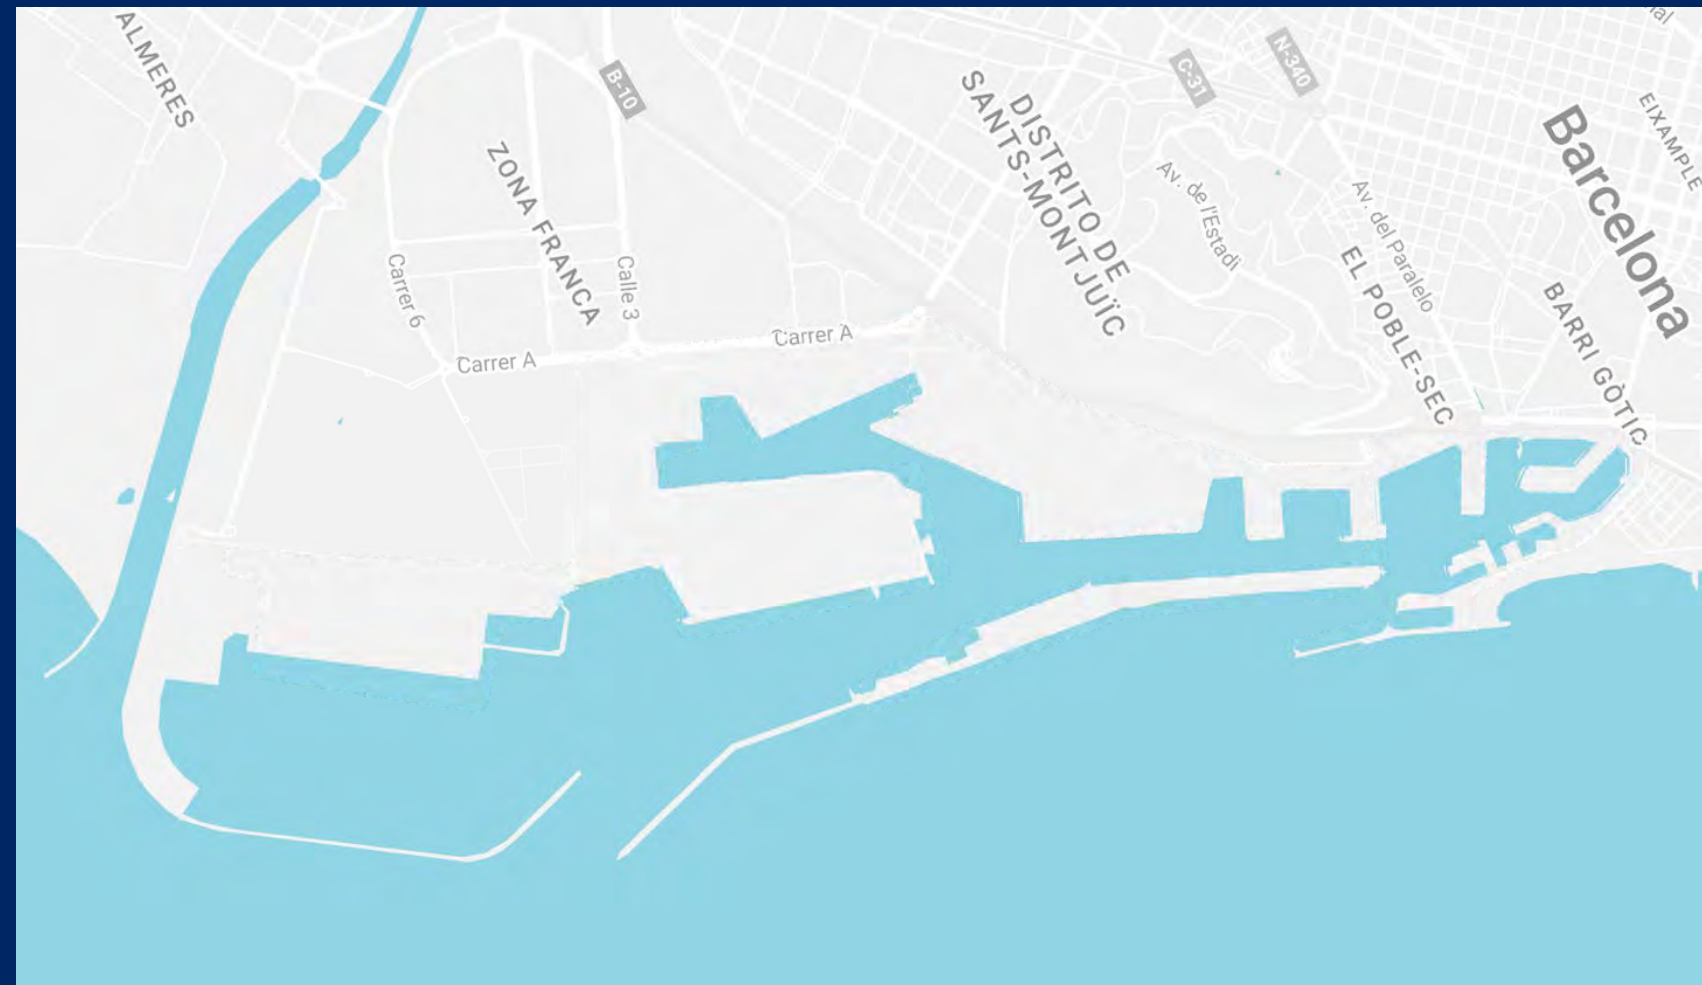 ALMERES
B-10
ZONA FRANCA
Carrer 6
Calle 3
Carrer A
Carrer A
DISTRITO DE
SANTS-MONTJUÏC
C-31
N-340
Av. de l'Estadi
Av. del Paralelo
EL POBLE-SEC
BARRI GÒTIC
Barcelona
EIXAMPLE